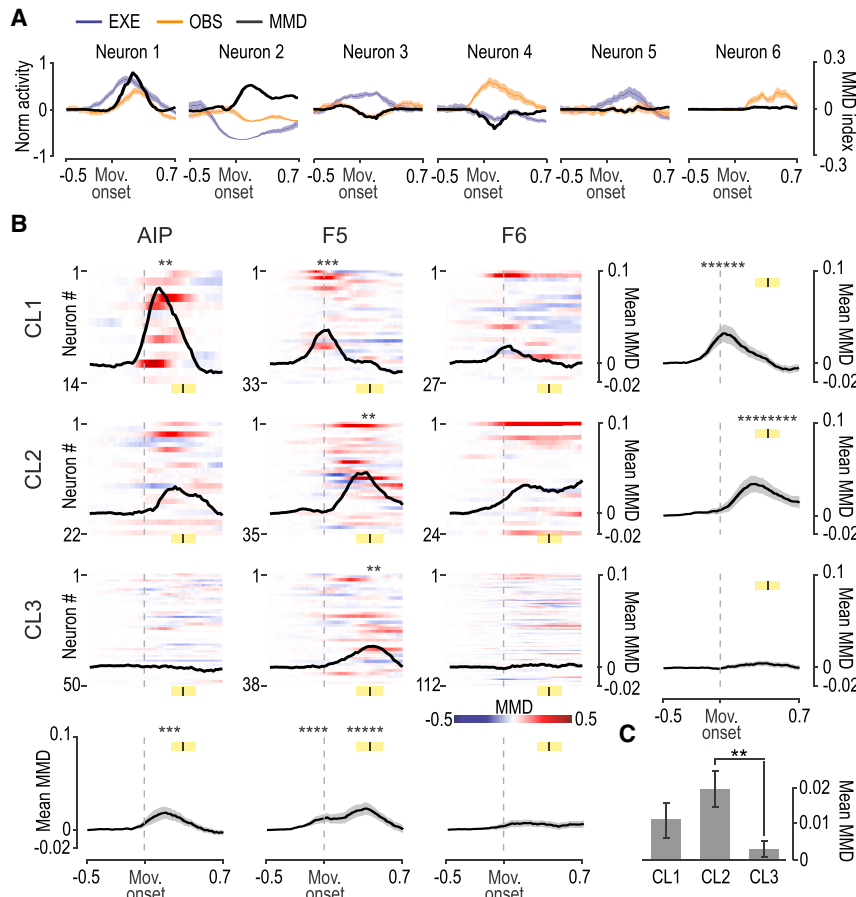 A
EXE OBS MMD
Neuron 1 Neuron 2 Neuron 3 Neuron 4 Neuron 5 Neuron 6
Norm activity
1
0
-1
MMD index
0.3
0
-0.3
-0.5 Mov. onset 0.7
-0.5 Mov. onset 0.7
-0.5 Mov. onset 0.7
-0.5 Mov. onset 0.7
-0.5 Mov. onset 0.7
-0.5 Mov. onset 0.7
B
AIP F5 F6
CL1
Neuron #
1
14
**
1
33
***
1
27
0.1
0
-0.02
Mean MMD
******
0.1
0
-0.02
Mean MMD
CL2
Neuron #
1
22
1
35
**
1
24
0.1
0
-0.02
Mean MMD
********
0.1
0
-0.02
Mean MMD
CL3
Neuron #
1
50
1
38
**
1
112
0.1
0
-0.02
Mean MMD
0.1
0
-0.02
Mean MMD
-0.5 Mov. onset 0.7
MMD
-0.5 0.5
Mean MMD
0.1
0
-0.02
***
**** *****
-0.5 Mov. onset 0.7
-0.5 Mov. onset 0.7
-0.5 Mov. onset 0.7
C
**
0.02
0.01
0
Mean MMD
CL1 CL2 CL3